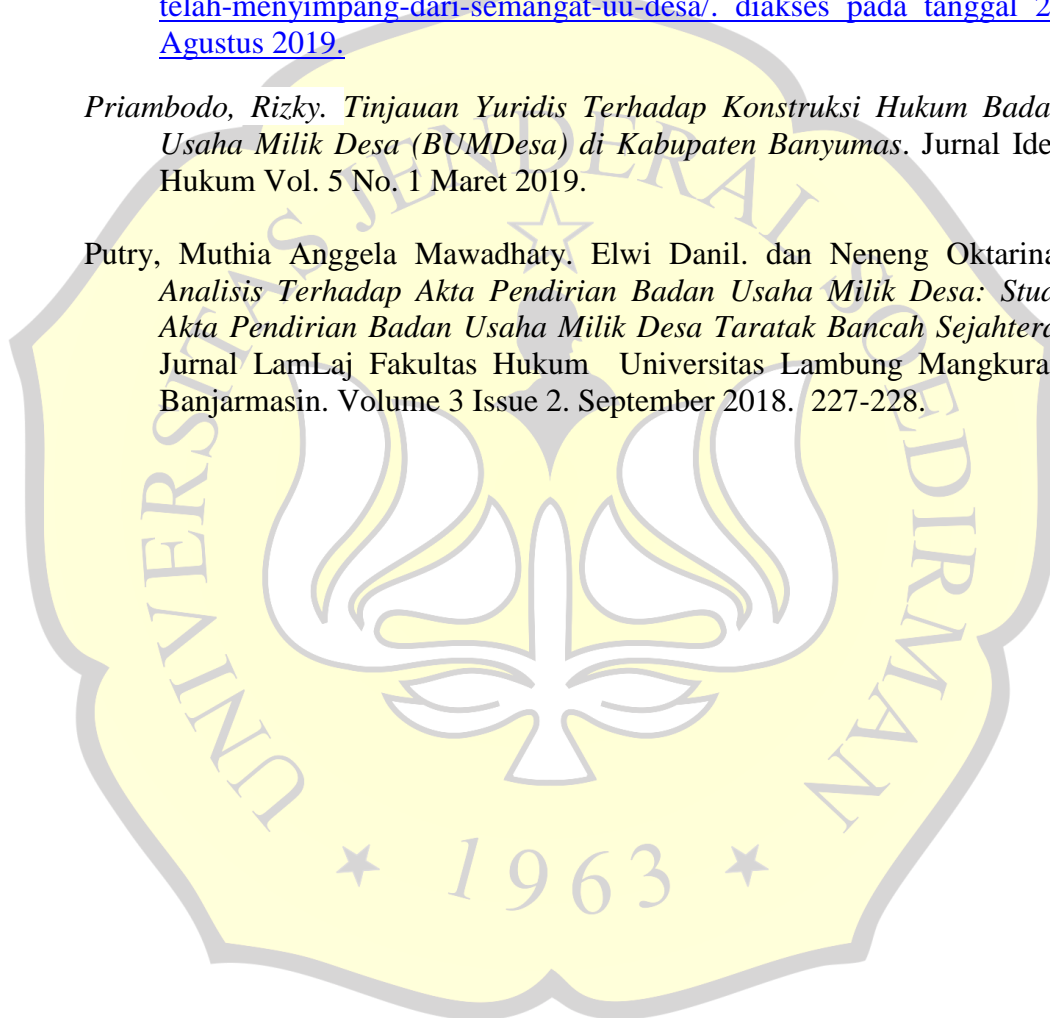 telah-menyimpang-dari-semangat-uu-desa/. diakses pada tanggal 2
Agustus 2019.
Priambodo, Rizky. Tinjauan Yuridis Terhadap Konstruksi Hukum Bada
Usaha Milik Desa (BUMDesa) di Kabupaten Banyumas. Jurnal Ide
Hukum Vol. 5 No. 1 Maret 2019.
Putry, Muthia Anggela Mawadhaty. Elwi Danil. dan Neneng Oktarina
Analisis Terhadap Akta Pendirian Badan Usaha Milik Desa: Stud
Akta Pendirian Badan Usaha Milik Desa Taratak Bancah Sejahtera
Jurnal LamLaj Fakultas Hukum Universitas Lambung Mangkura
Banjarmasin. Volume 3 Issue 2. September 2018. 227-228.
UNIVERSITAS JENDERAL SOEDIRMAN
1963